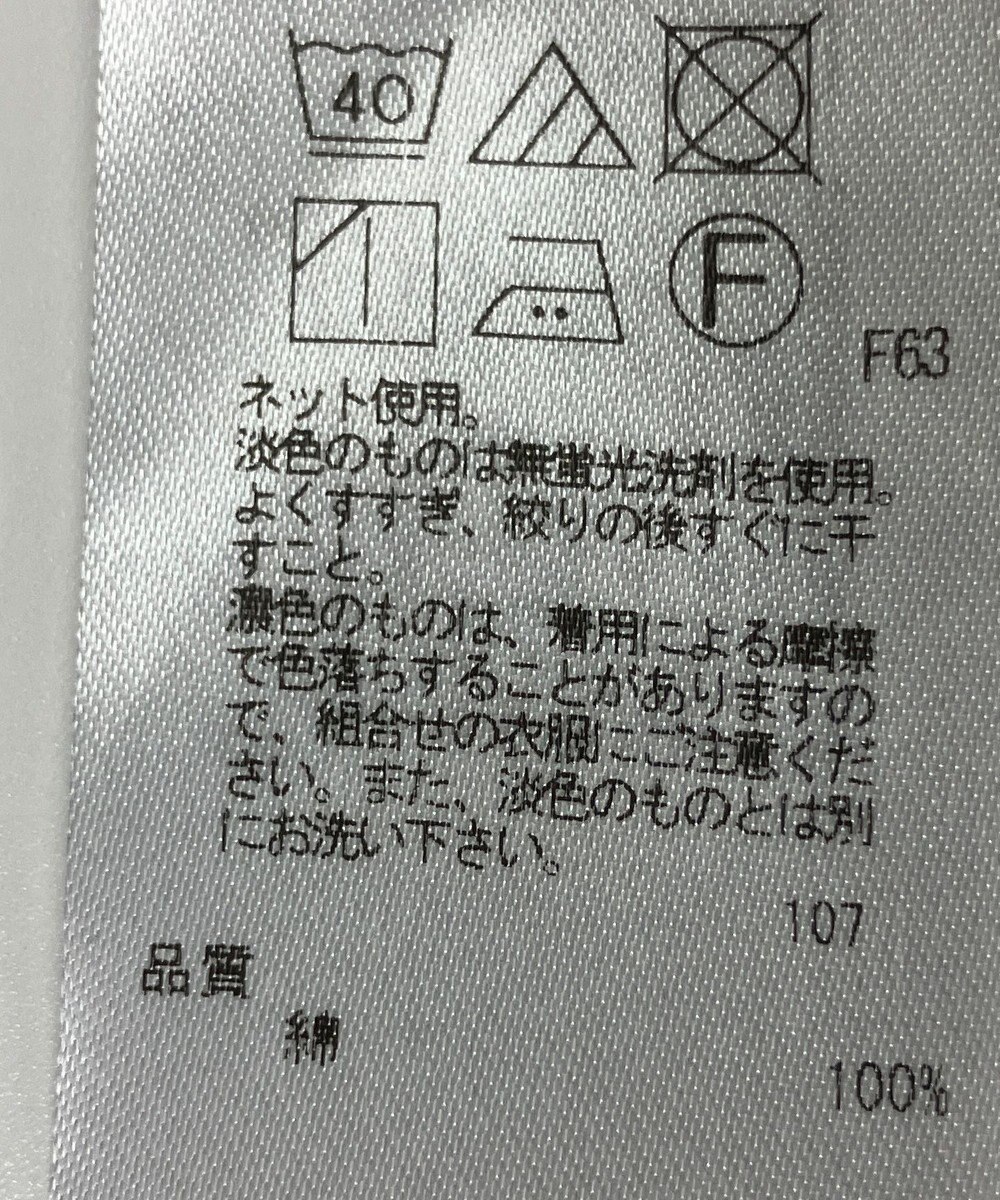 40
F
F63
ネット使用。
淡色のものは無蛍光洗剤を使用。
よくすすぎ、絞りの後すぐに干
すこと。
濃色のものは、着用による摩擦
で色落ちすることがありますの
で、組合せの衣服にご注意くだ
さい。また、淡色のものとは別
にお洗い下さい。
107
品質
綿
100%